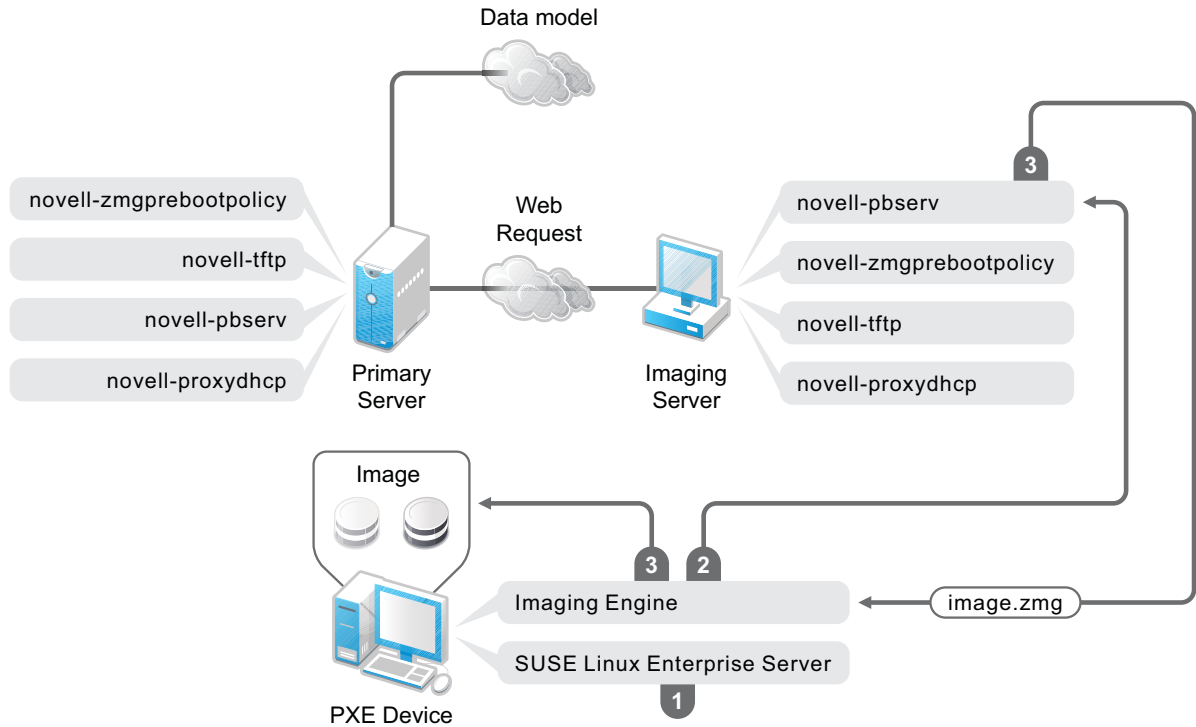 Data model
3
novell-zmgprebootpolicy
novell-tftp
novell-pbserv
novell-proxydhcp
Web
Request
novell-pbserv
novell-zmgprebootpolicy
novell-tftp
novell-proxydhcp
Primary
Server
Imaging
Server
Image
3
2
Imaging Engine
image.zmg
SUSE Linux Enterprise Server
1
PXE Device